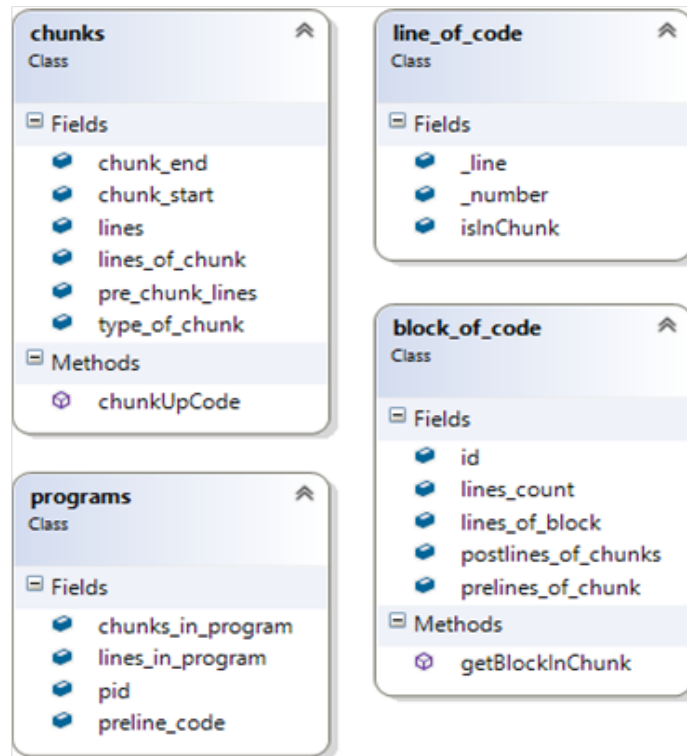 chunks
Class
Fields
chunk_end
chunk_start
lines
lines_of_chunk
pre_chunk_lines
type_of_chunk
Methods
chunkUpCode
programs
Class
Fields
chunks_in_program
lines_in_program
pid
preline_code
line_of_code
Class
Fields
_line
_number
isInChunk
block_of_code
Class
Fields
id
lines_count
lines_of_block
postlines_of_chunks
prelines_of_chunk
Methods
getBlockInChunk